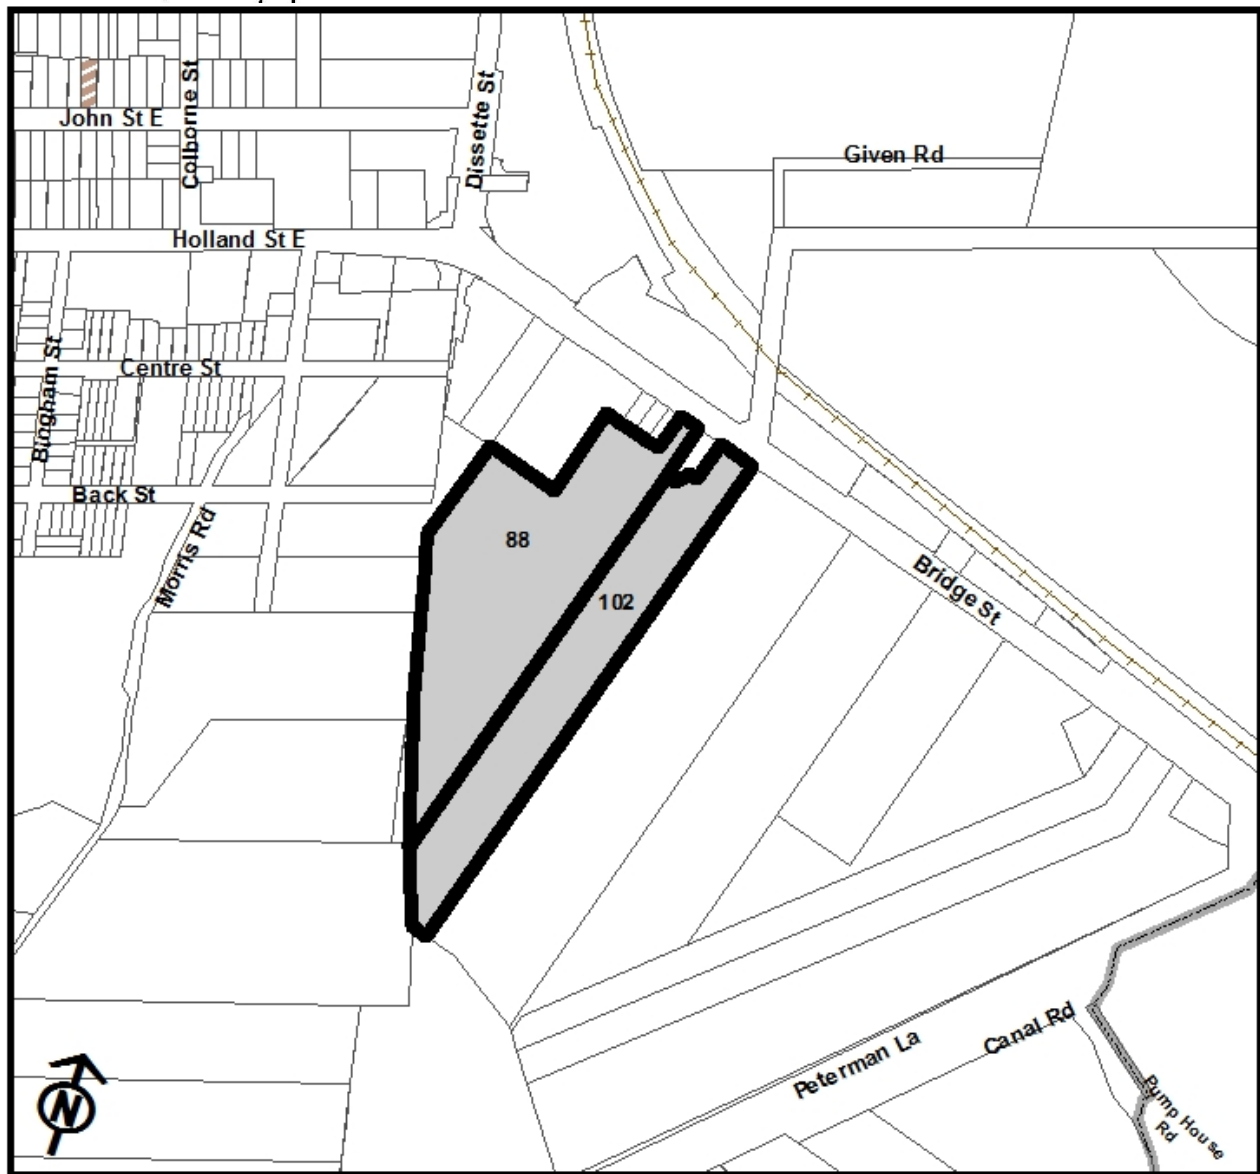 John St E
Colborne St
Dissette St
Given Rd
Holland St E
Centre St
Bingham St
Back St
Morris Rd
88
102
Bridge St
Peterman La
Canal Rd
Pump House
Rd
N